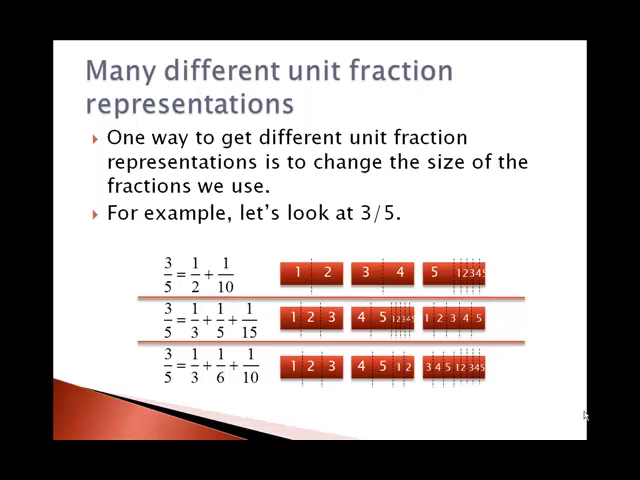 Many different unit fraction
representations
One way to get different unit fraction
representations is to change the size of the
fractions we use.
For example, let's look at 3/5.
3/5 = 1/2 + 1/10 1 2 3 4 5 1 2 3 4 5
3/5 = 1/3 + 1/5 + 1/15 1 2 3 4 5 1 2 3 4 5 1 2 3 4 5
3/5 = 1/3 + 1/6 + 1/10 1 2 3 4 5 1 2 3 4 5 1 2 3 4 5